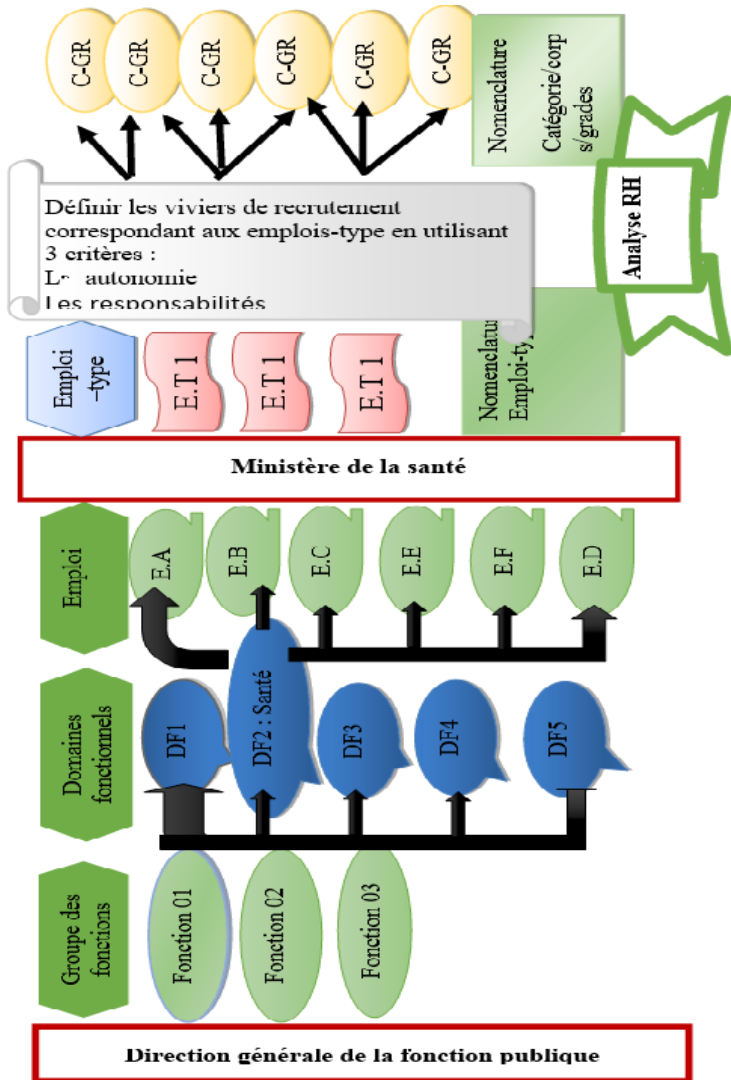 C-GR
C-GR
C-GR
C-GR
C-GR
C-GR
Nomenclature
Catégorie/corp
s/grades
Définir les viviers de recrutement
correspondant aux emplois-type en utilisant
3 critères :
autonomie
Les responsabilités
Analyse RH
Emploi
–type
E.T 1
E.T 1
E.T 1
Nomenclatur
Emploi-typ
Ministère de la santé
Emploi
E.A
E.B
E.C
E.E
E.F
E.D
Domaines
fonctionnels
DF1
DF2 : Santé
DF3
DF4
DF5
Groupe des
fonctions
Fonction 01
Fonction 02
Fonction 03
Direction générale de la fonction publique